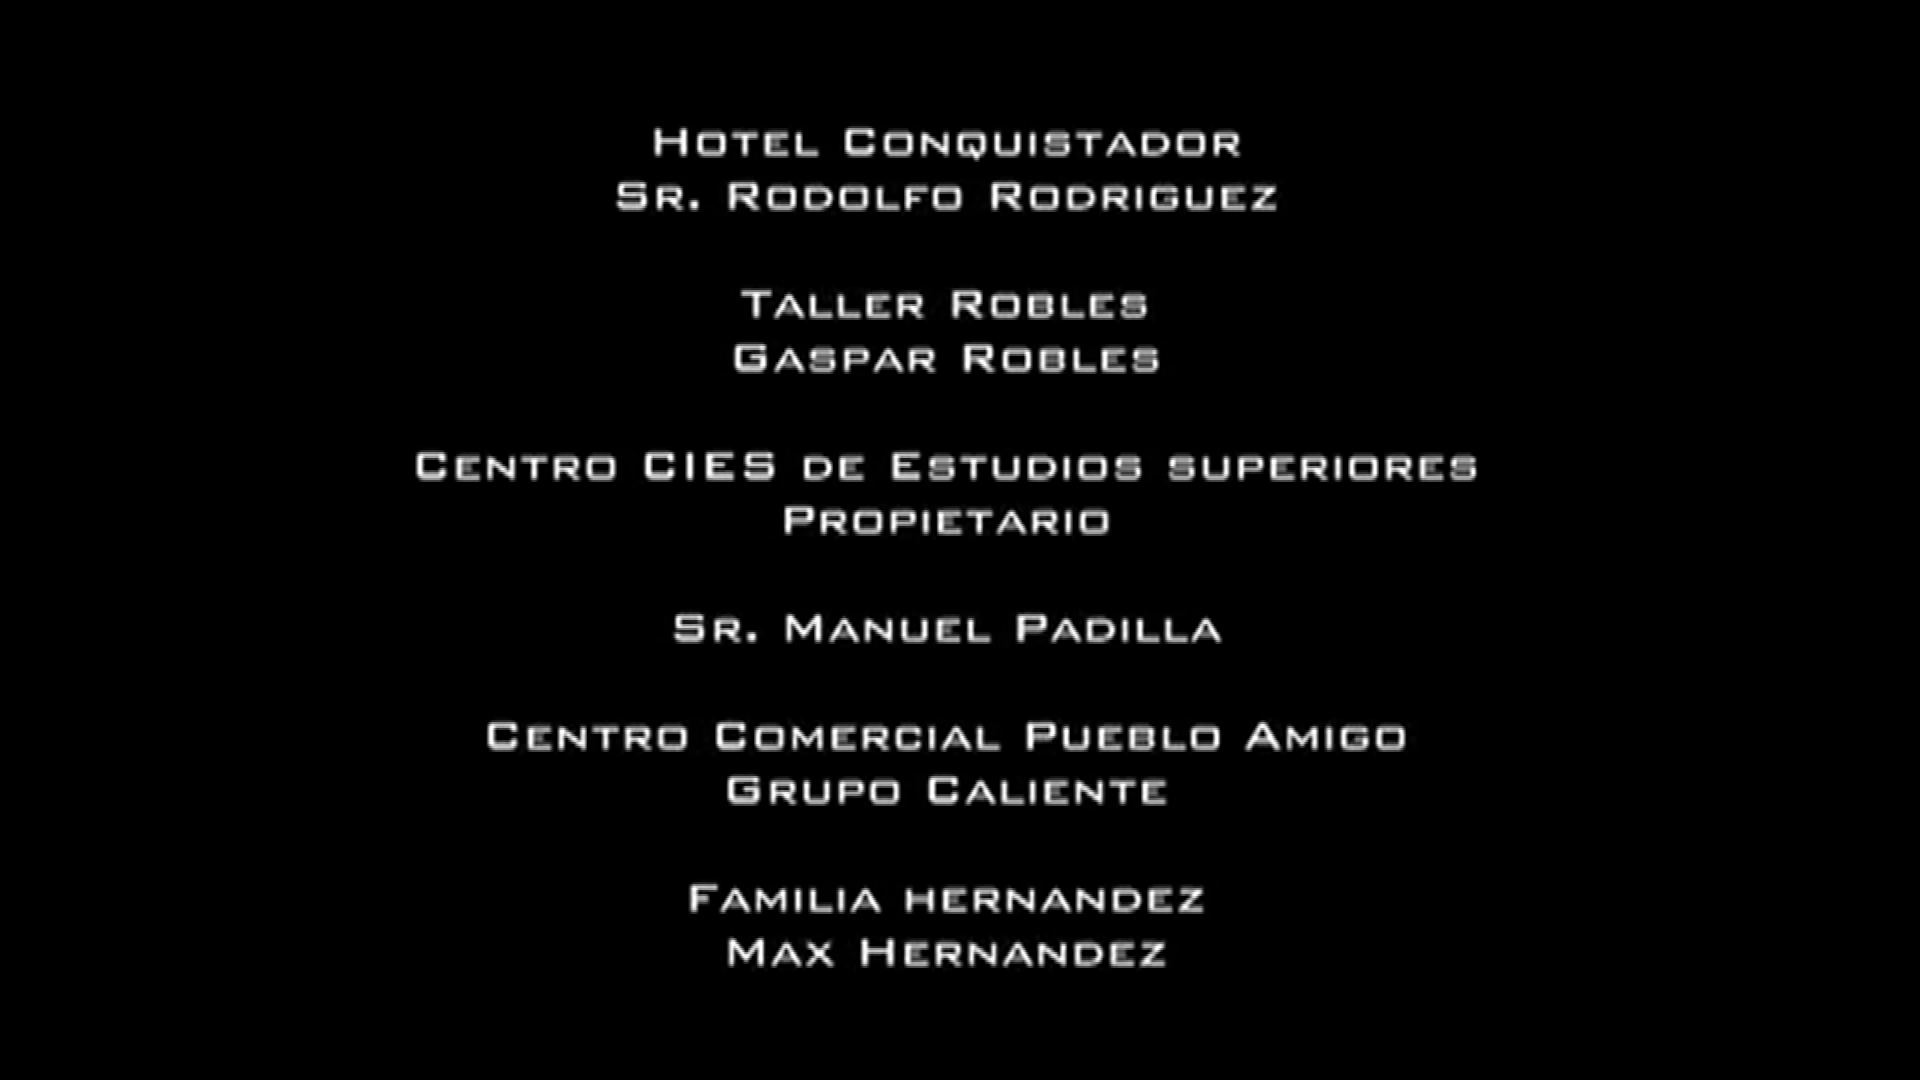 Hotel Conquistador
Sr. Rodolfo Rodriguez
Taller Robles
Gaspar Robles
Centro CIES de Estudios superiores
Propietario
Sr. Manuel Padilla
Centro Comercial Pueblo Amigo
Grupo Caliente
Familia hernandez
Max Hernandez